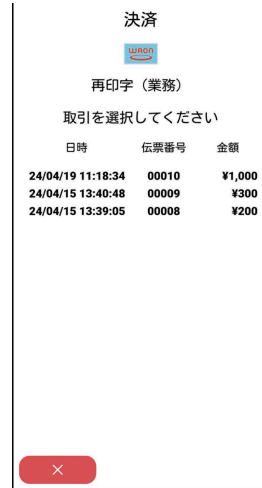 決済
WAON
再印字（業務）
取引を選択してください
日時 伝票番号 金額
24/04/19 11:18:34 00010 ¥1,000
24/04/15 13:40:48 00009 ¥300
24/04/15 13:39:05 00008 ¥200